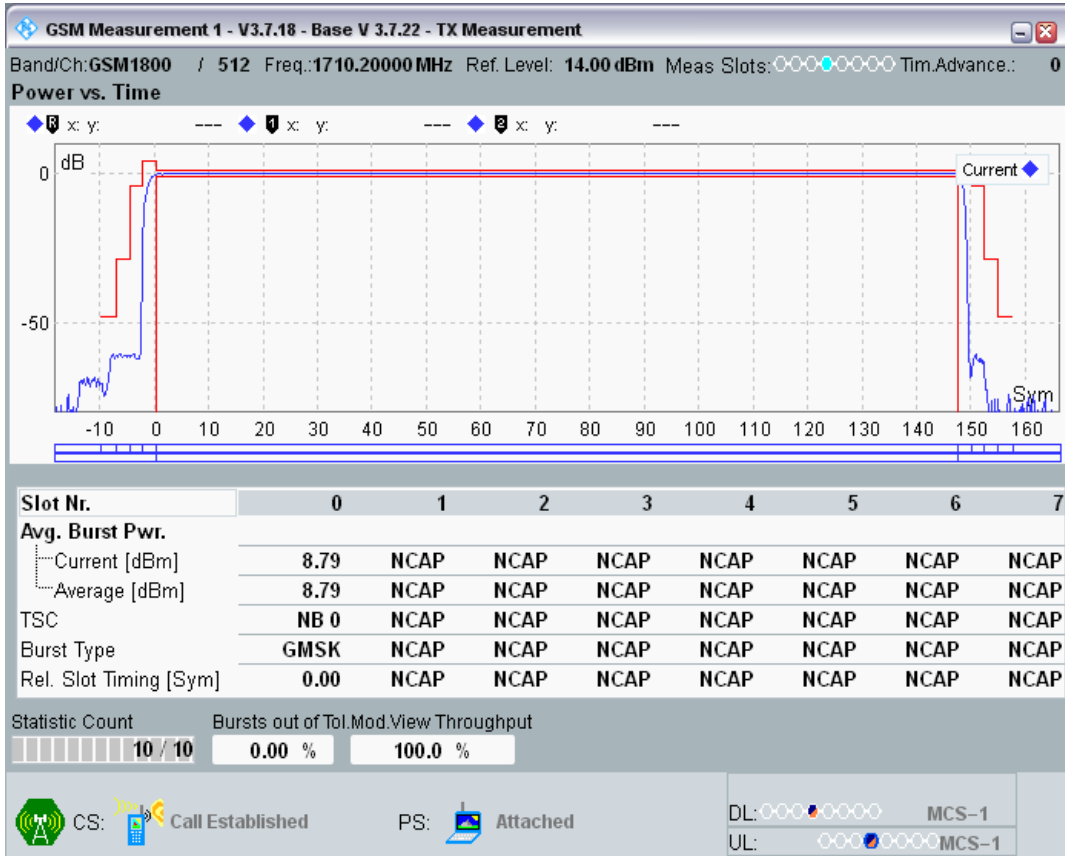 GSM Measurement 1 - V3.7.18 - Base V 3.7.22 - TX Measurement
Band/Ch:GSM1800 / 512 Freq.:1710.20000 MHz Ref. Level: 14.00 dBm Meas Slots: Tim.Advance.: 0
Power vs. Time
R x: y: --- 1 x: y: --- 2 x: y: ---
dB
Current
0
-50
Sym
-10 0 10 20 30 40 50 60 70 80 90 100 110 120 130 140 150 160
Slot Nr. 0 1 2 3 4 5 6 7
Avg. Burst Pwr.
Current [dBm] 8.79 NCAP NCAP NCAP NCAP NCAP NCAP NCAP
Average [dBm] 8.79 NCAP NCAP NCAP NCAP NCAP NCAP NCAP
TSC NB 0 NCAP NCAP NCAP NCAP NCAP NCAP NCAP
Burst Type GMSK NCAP NCAP NCAP NCAP NCAP NCAP NCAP
Rel. Slot Timing [Sym] 0.00 NCAP NCAP NCAP NCAP NCAP NCAP NCAP
Statistic Count Bursts out of Tol.Mod.View Throughput
10 / 10 0.00 % 100.0 %
CS: Call Established PS: Attached
DL: MCS-1
UL: MCS-1